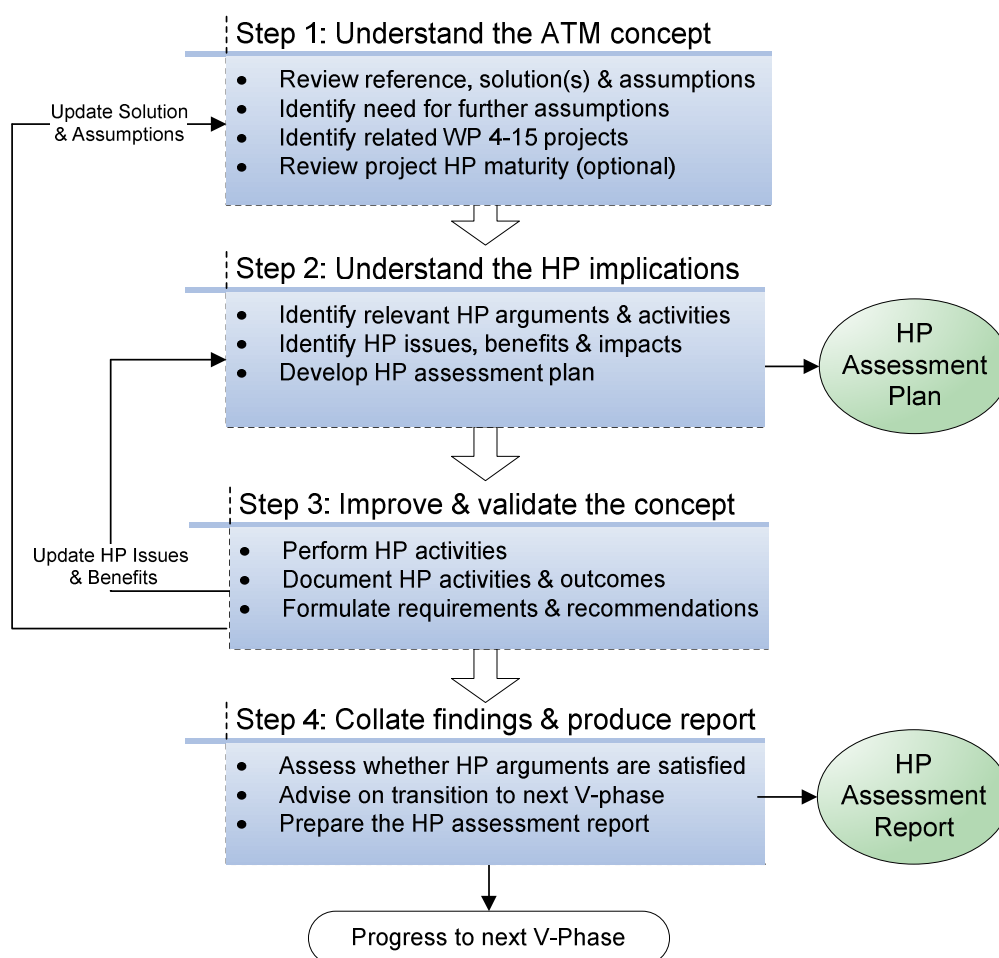 Step 1: Understand the ATM concept
• Review reference, solution(s) & assumptions
• Identify need for further assumptions
• Identify related WP 4-15 projects
• Review project HP maturity (optional)
Update Solution
& Assumptions
Step 2: Understand the HP implications
• Identify relevant HP arguments & activities
• Identify HP issues, benefits & impacts
• Develop HP assessment plan
HP
Assessment
Plan
Step 3: Improve & validate the concept
• Perform HP activities
• Document HP activities & outcomes
• Formulate requirements & recommendations
Update HP Issues
& Benefits
Step 4: Collate findings & produce report
• Assess whether HP arguments are satisfied
• Advise on transition to next V-phase
• Prepare the HP assessment report
HP
Assessment
Report
Progress to next V-Phase